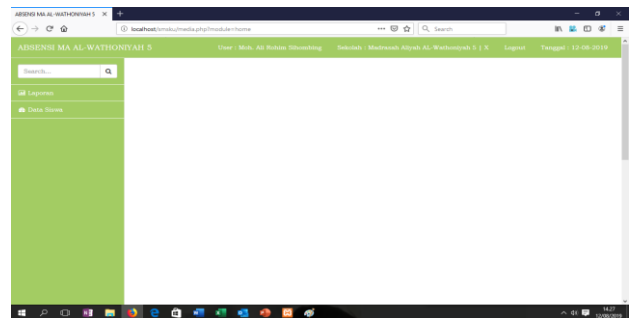 ABSENSI MA AL-WATHONIYAH 5
localhost/smsku/media.php?module=home
Search
ABSENSI MA AL-WATHONIYAH 5 User : Moh. Ali Rohim Sihombing Sekolah : Madrasah Aliyah AL-Wathoniyah 5 | X Logout Tanggal : 12-08-2019
Search...
Laporan
Data Siswa
14.27
12/08/2019